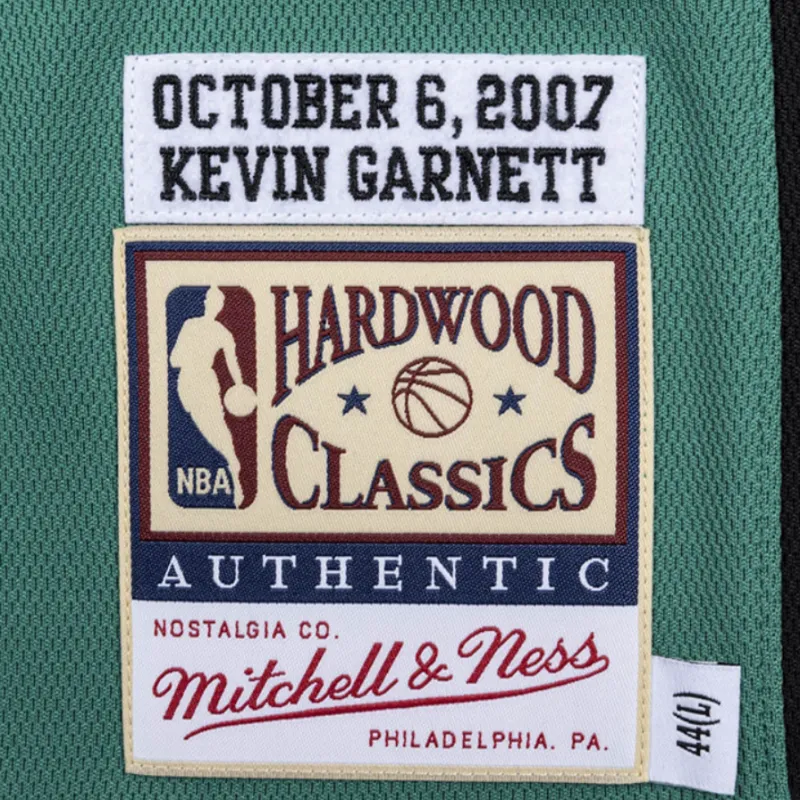 OCTOBER 6, 2007
KEVIN GARNETT
NBA
HARDWOOD
CLASSICS
AUTHENTIC
NOSTALGIA CO.
Mitchell & Ness
PHILADELPHIA. PA.
44(L)